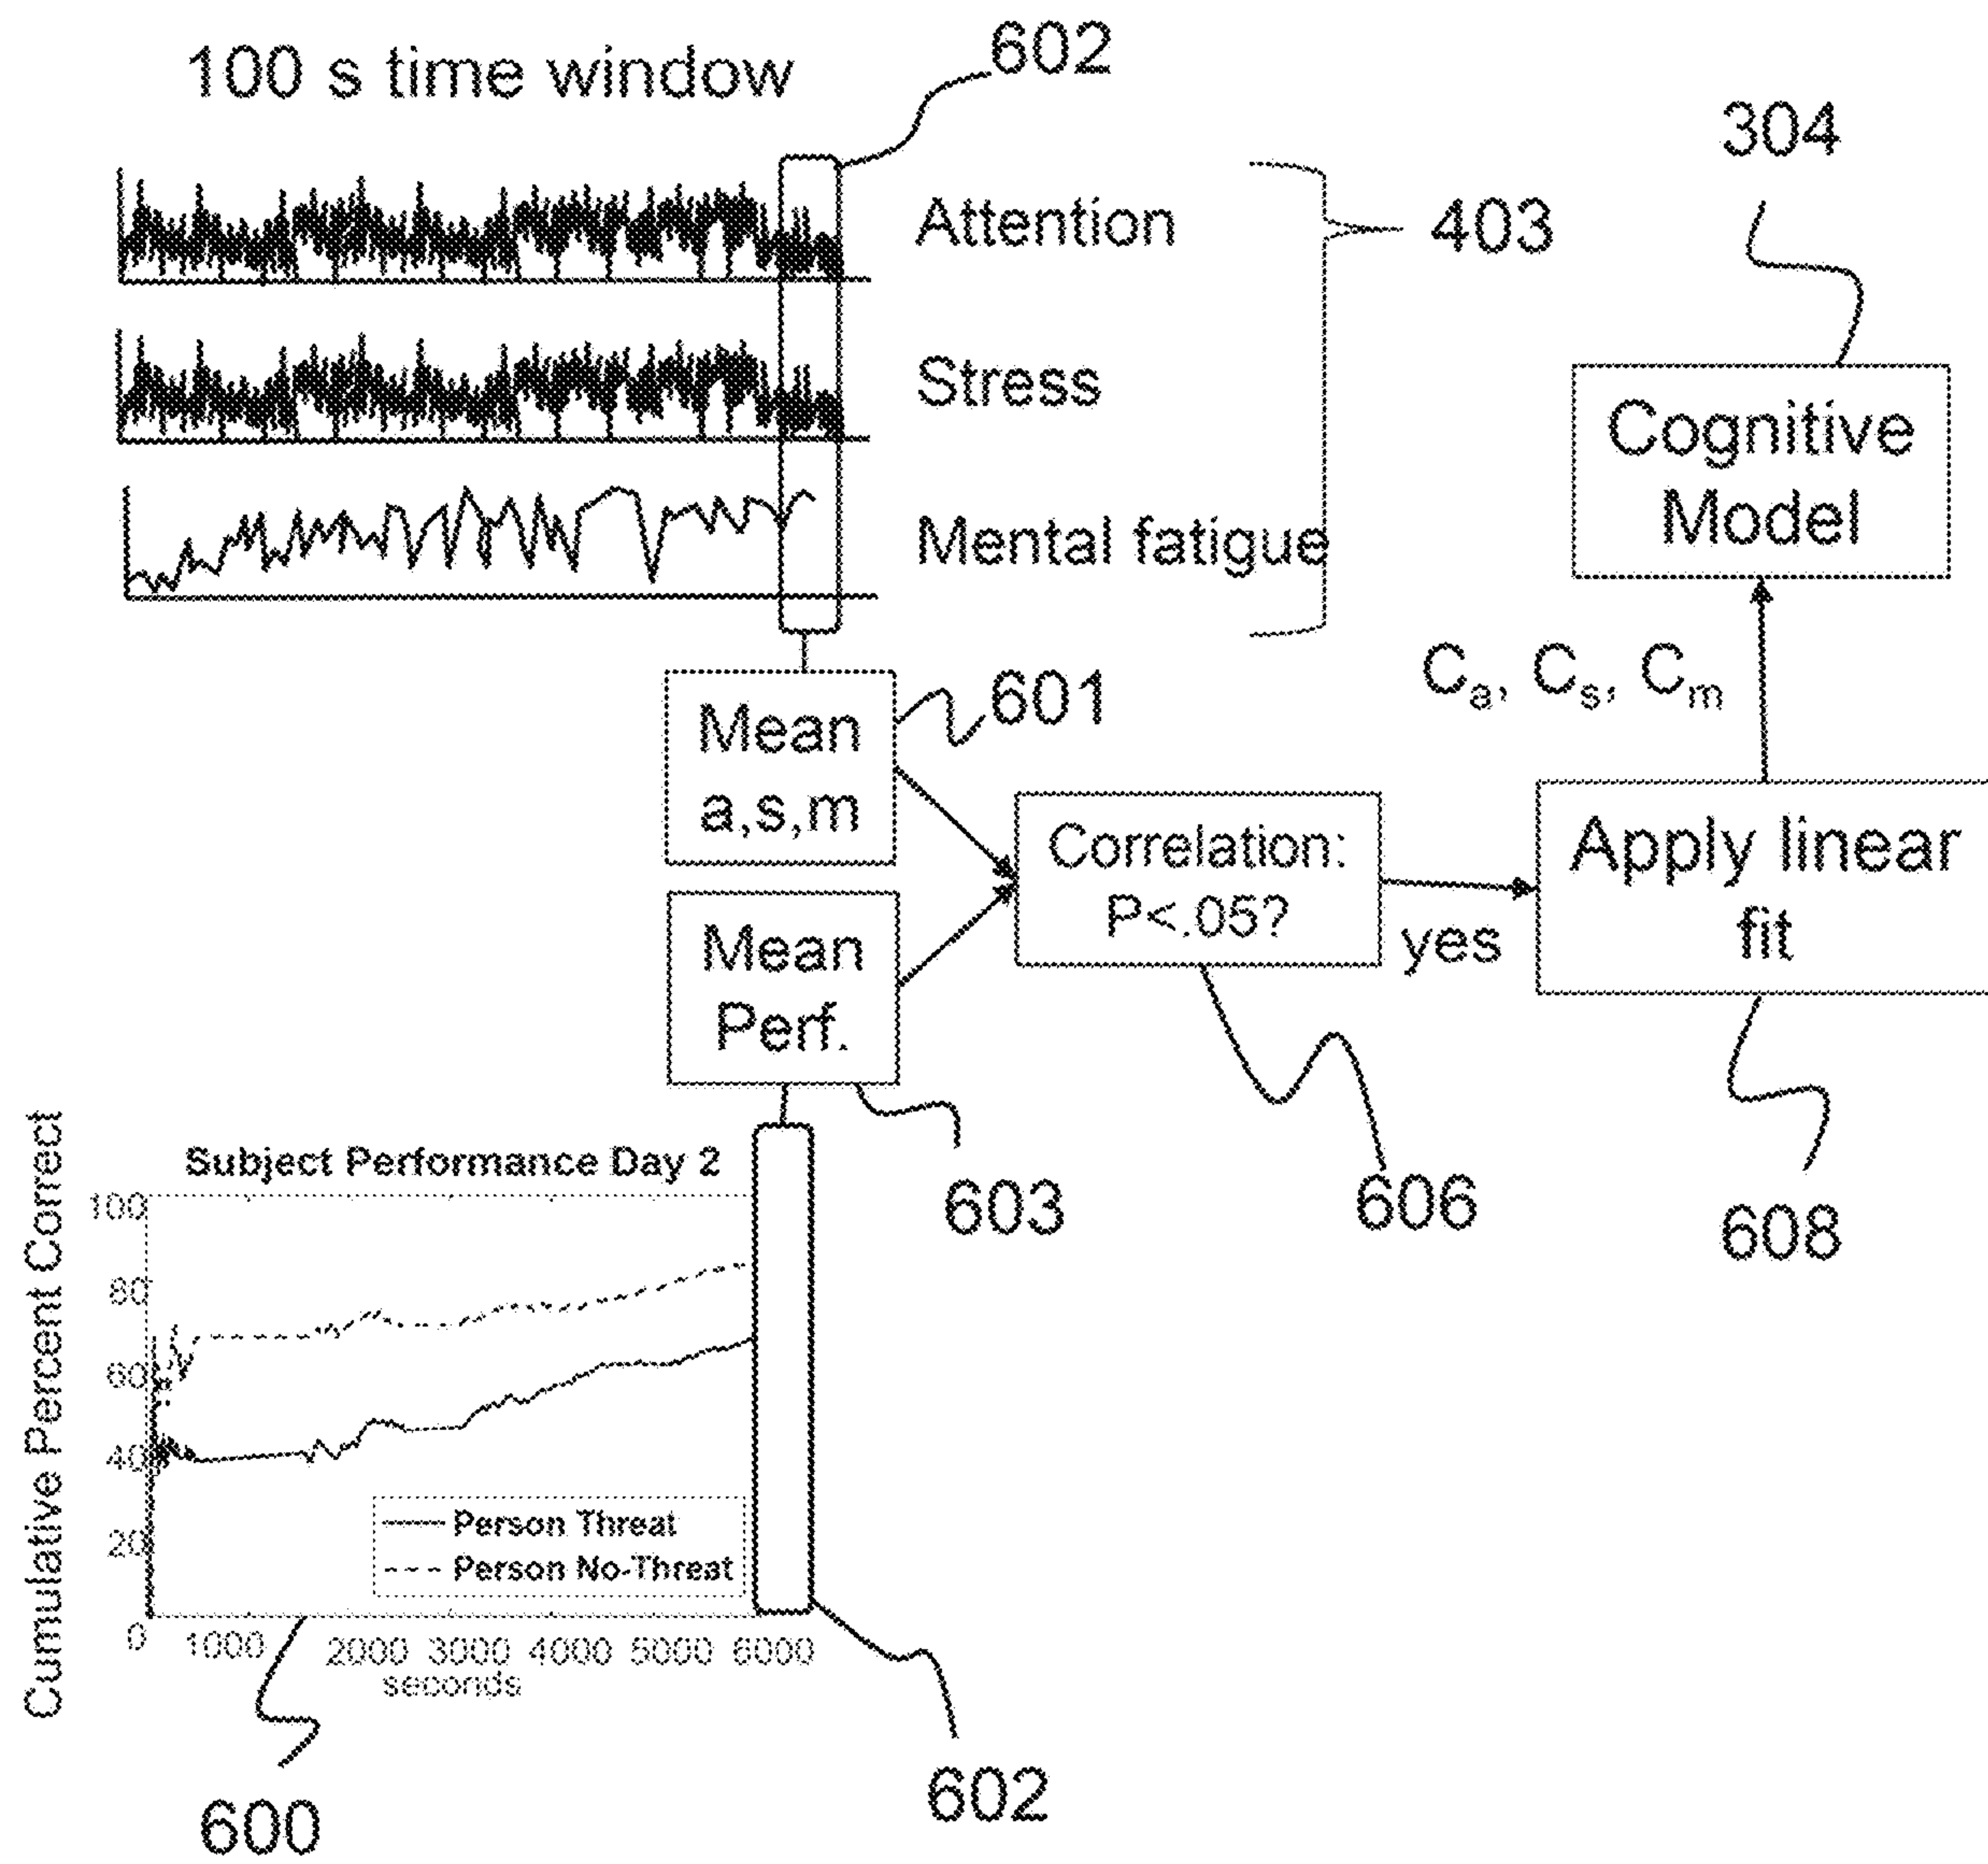 100 s time window
602
304
Attention
403
Stress
Cognitive
Model
Mental fatigue
Ca, Cs, Cm
Mean
a,s,m
601
Correlation:
P<.05?
yes
Apply linear
fit
Mean
Perf.
603
606
608
Subject Performance Day 2
Cumulative Percent Correct
100
80
60
40
20
0
Person Threat
Person No-Threat
1000 2000 3000 4000 5000 6000
seconds
600
602